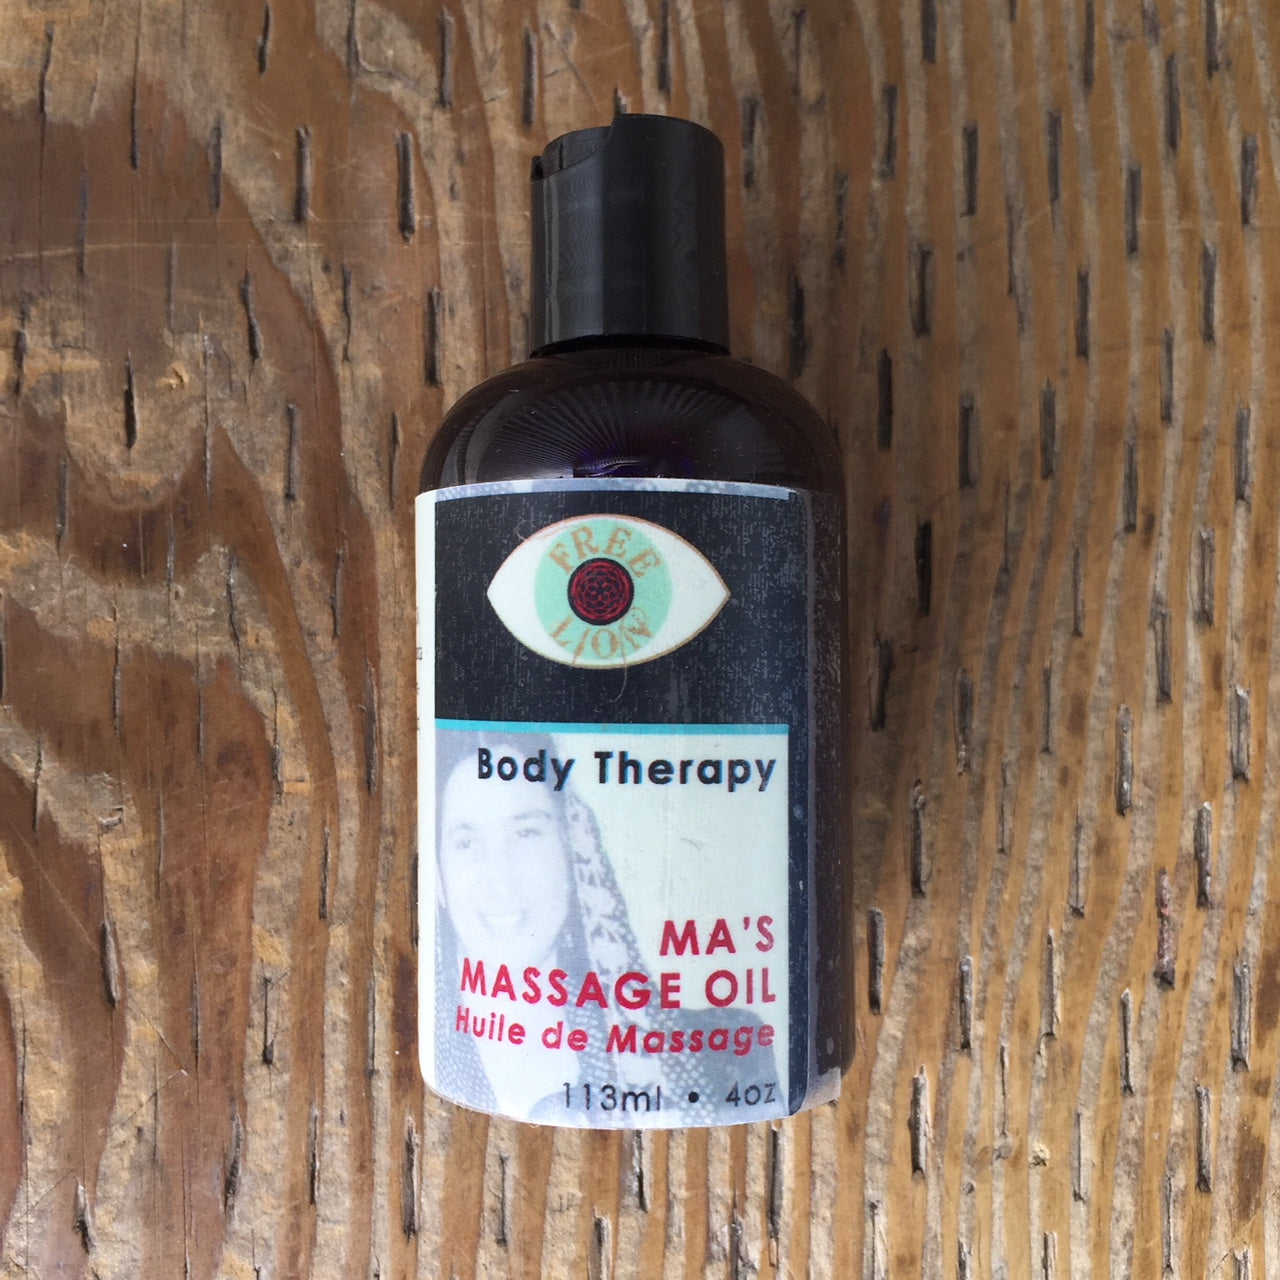 FREE
LION
Body Therapy
MA'S
MASSAGE OIL
Huile de Massage
113ml • 4oz